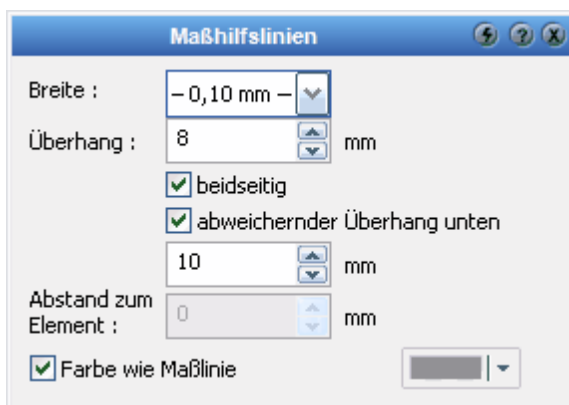 Maßhilfslinien
Breite : – 0,10 mm –
Überhang : 8 mm
beidseitig
abweichernder Überhang unten
10 mm
Abstand zum
Element : 0 mm
Farbe wie Maßlinie